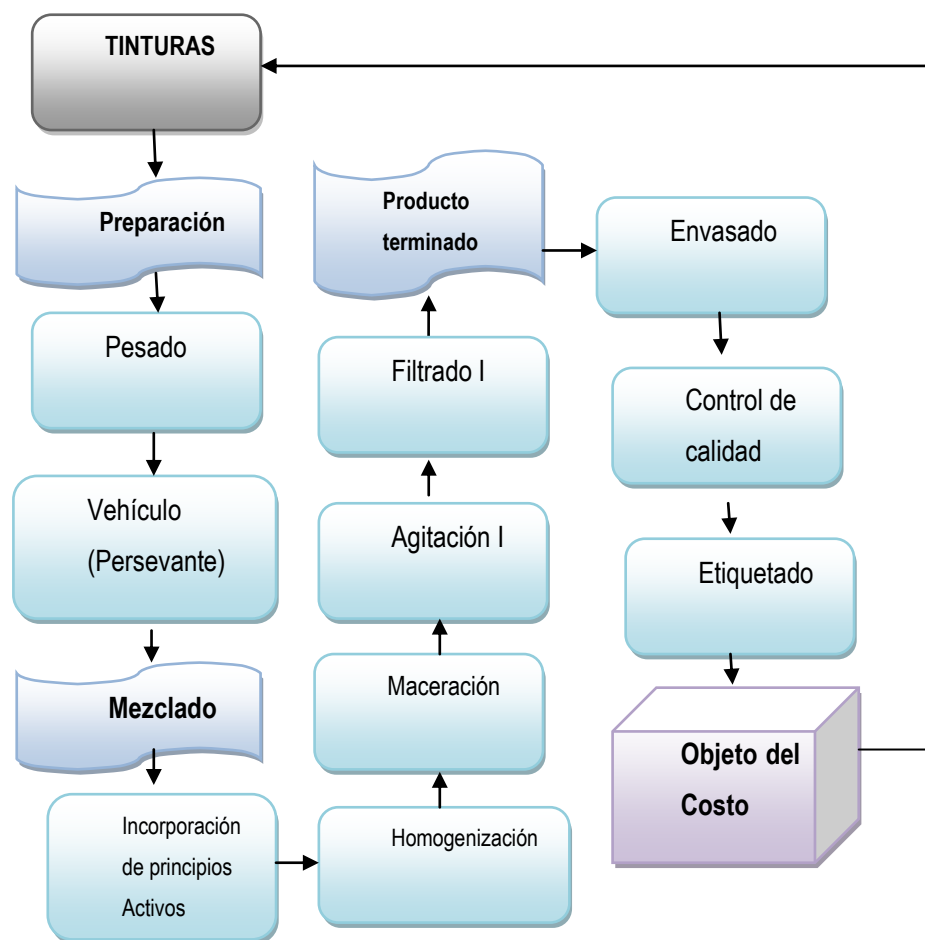 TINTURAS
Preparación
Pesado
Vehículo
(Persevante)
Mezclado
Incorporación
de principios
Activos
Homogenización
Maceración
Agitación I
Filtrado I
Producto
terminado
Envasado
Control de
calidad
Etiquetado
Objeto del
Costo